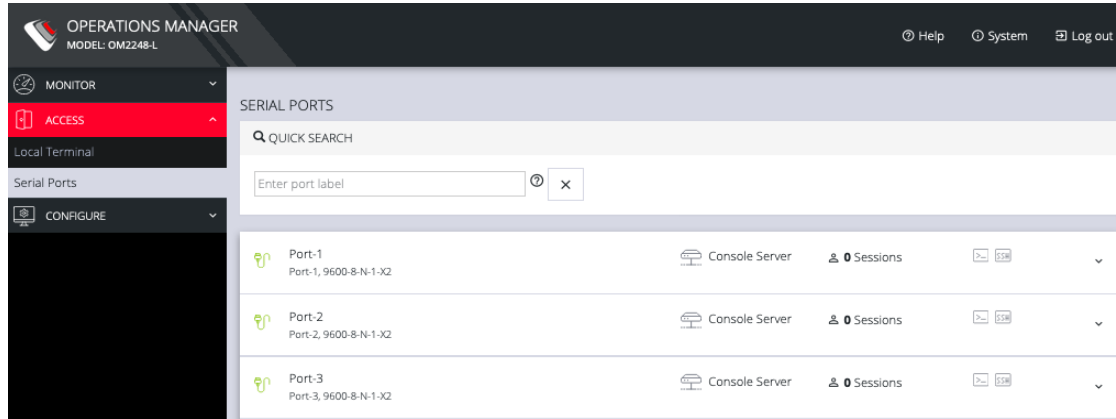 OPERATIONS MANAGER
MODEL: OM2248-L
Help
System
Log out
MONITOR
ACCESS
Local Terminal
Serial Ports
CONFIGURE
SERIAL PORTS
QUICK SEARCH
Enter port label
Port-1
Port-1, 9600-8-N-1-X2
Console Server
0 Sessions
SSH
Port-2
Port-2, 9600-8-N-1-X2
Console Server
0 Sessions
SSH
Port-3
Port-3, 9600-8-N-1-X2
Console Server
0 Sessions
SSH